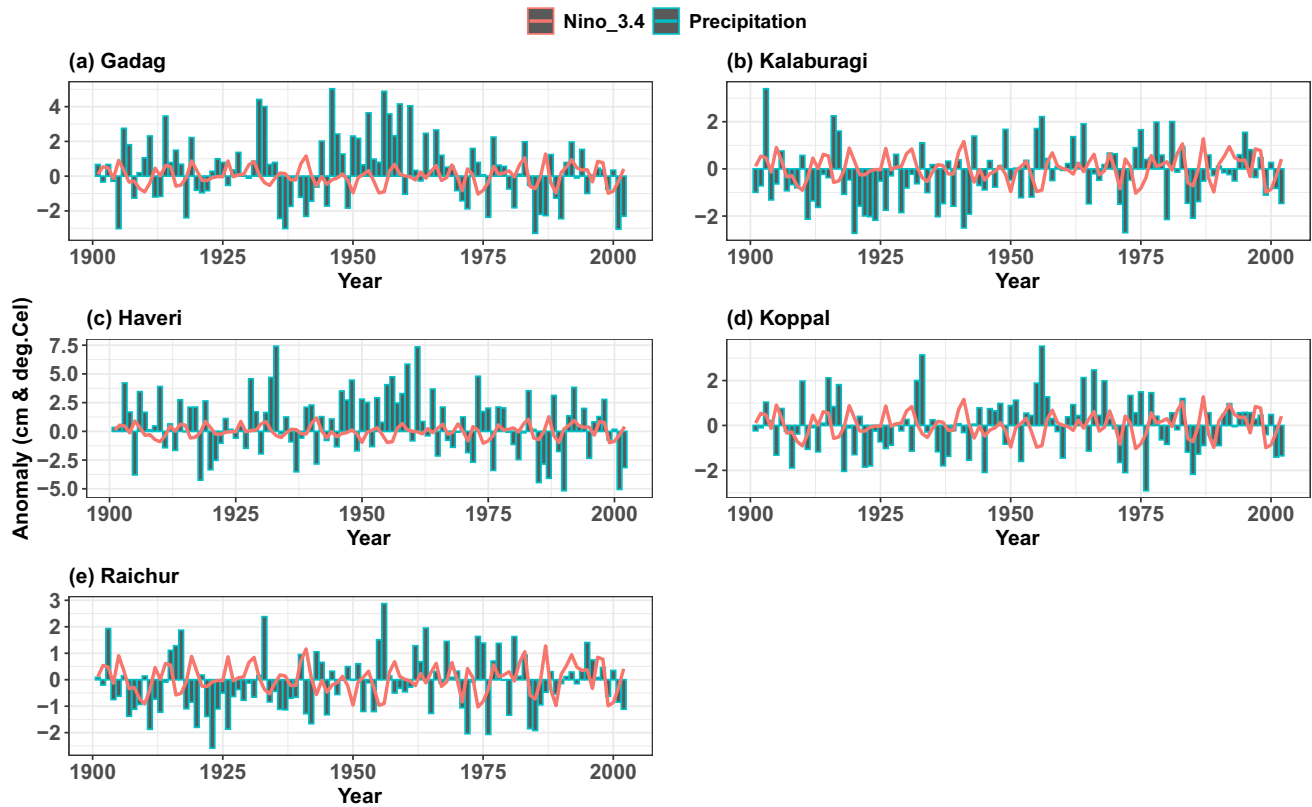 Nino_3.4 Precipitation
(a) Gadag
4
2
0
−2
1900 1925 1950 1975 2000
Year
(b) Kalaburagi
2
0
−2
1900 1925 1950 1975 2000
Year
Anomaly (cm & deg.Cel)
(c) Haveri
7.5
5.0
2.5
0.0
−2.5
−5.0
1900 1925 1950 1975 2000
Year
(d) Koppal
2
0
−2
1900 1925 1950 1975 2000
Year
(e) Raichur
3
2
1
0
−1
−2
1900 1925 1950 1975 2000
Year